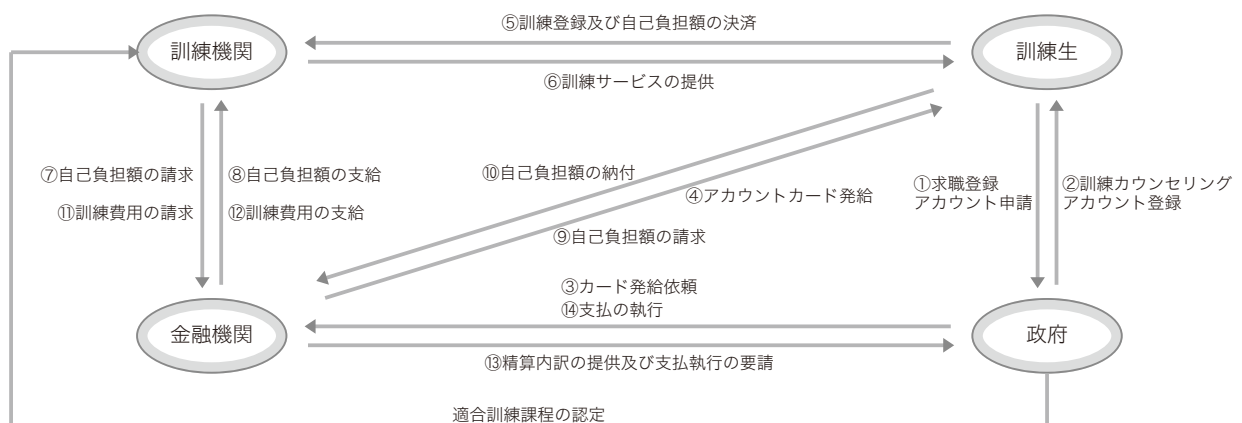 ⑤訓練登録及び自己負担額の決済
訓練機関
訓練生
⑥訓練サービスの提供
⑦自己負担額の請求
⑧自己負担額の支給
⑪訓練費用の請求
⑫訓練費用の支給
⑩自己負担額の納付
④アカウントカード発給
⑨自己負担額の請求
①求職登録
アカウント申請
②訓練カウンセリング
アカウント登録
③カード発給依頼
⑭支払の執行
金融機関
政府
⑬精算内訳の提供及び支払執行の要請
適合訓練課程の認定